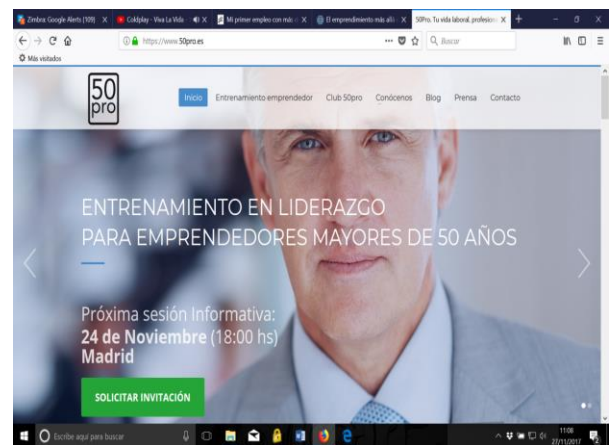 Zimbra: Google Alerts (109)
Coldplay - Viva La Vida
Mi primer empleo con más
El emprendimiento más allá
50Pro. Tu vida laboral, profesion
https://www.50pro.es
Buscar
Más visitados
50
pro
Inicio
Entrenamiento emprendedor
Club 50pro
Conócenos
Blog
Prensa
Contacto
ENTRENAMIENTO EN LIDERAZGO
PARA EMPRENDEDORES MAYORES DE 50 AÑOS
Próxima sesión Informativa:
24 de Noviembre (18:00 hs)
Madrid
SOLICITAR INVITACIÓN
Escribe aquí para buscar
11:08
27/11/2017